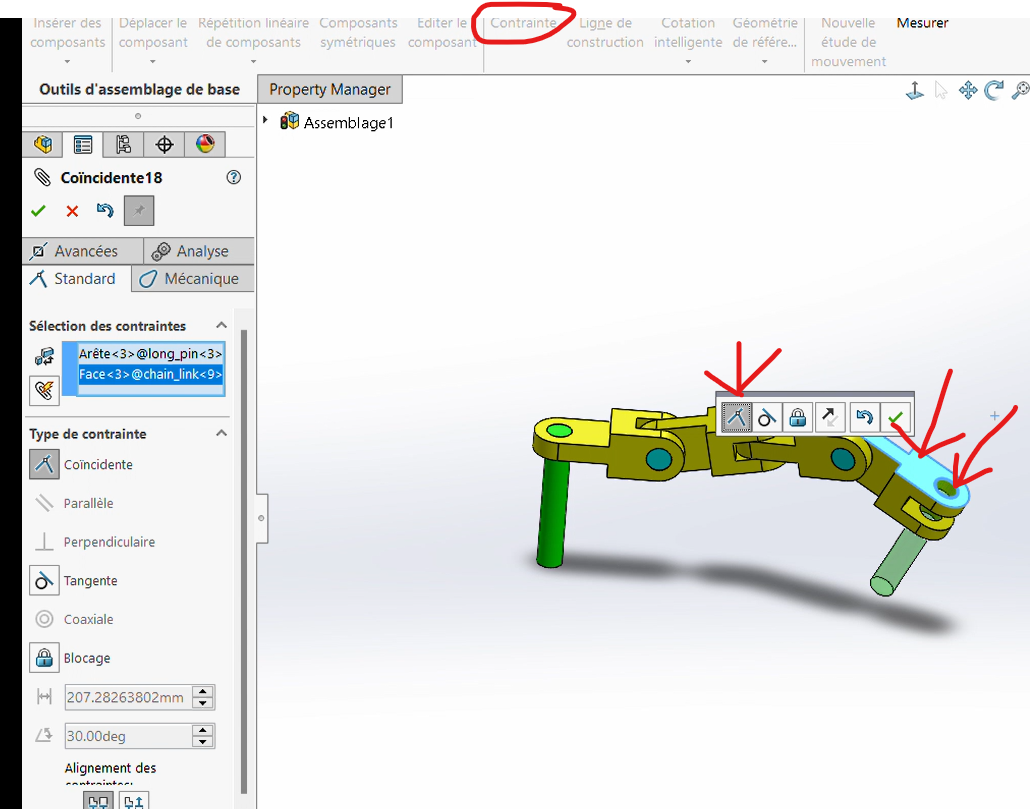 Insérer des composants
Déplacer le composant
Répétition linéaire de composants
Composants symétriques
Editer le composant
Contrainte
Ligne de construction
Cotation intelligente
Géométrie de référe...
Nouvelle étude de mouvement
Mesurer
Outils d'assemblage de base
Property Manager
Assemblage1
Coïncidente18
Avancées
Analyse
Standard
Mécanique
Sélection des contraintes
Arête<3>@long_pin<3>
Face<3>@chain_link<9>
Type de contrainte
Coïncidente
Parallèle
Perpendiculaire
Tangente
Coaxiale
Blocage
207.28263802mm
30.00deg
Alignement des
contraintes: